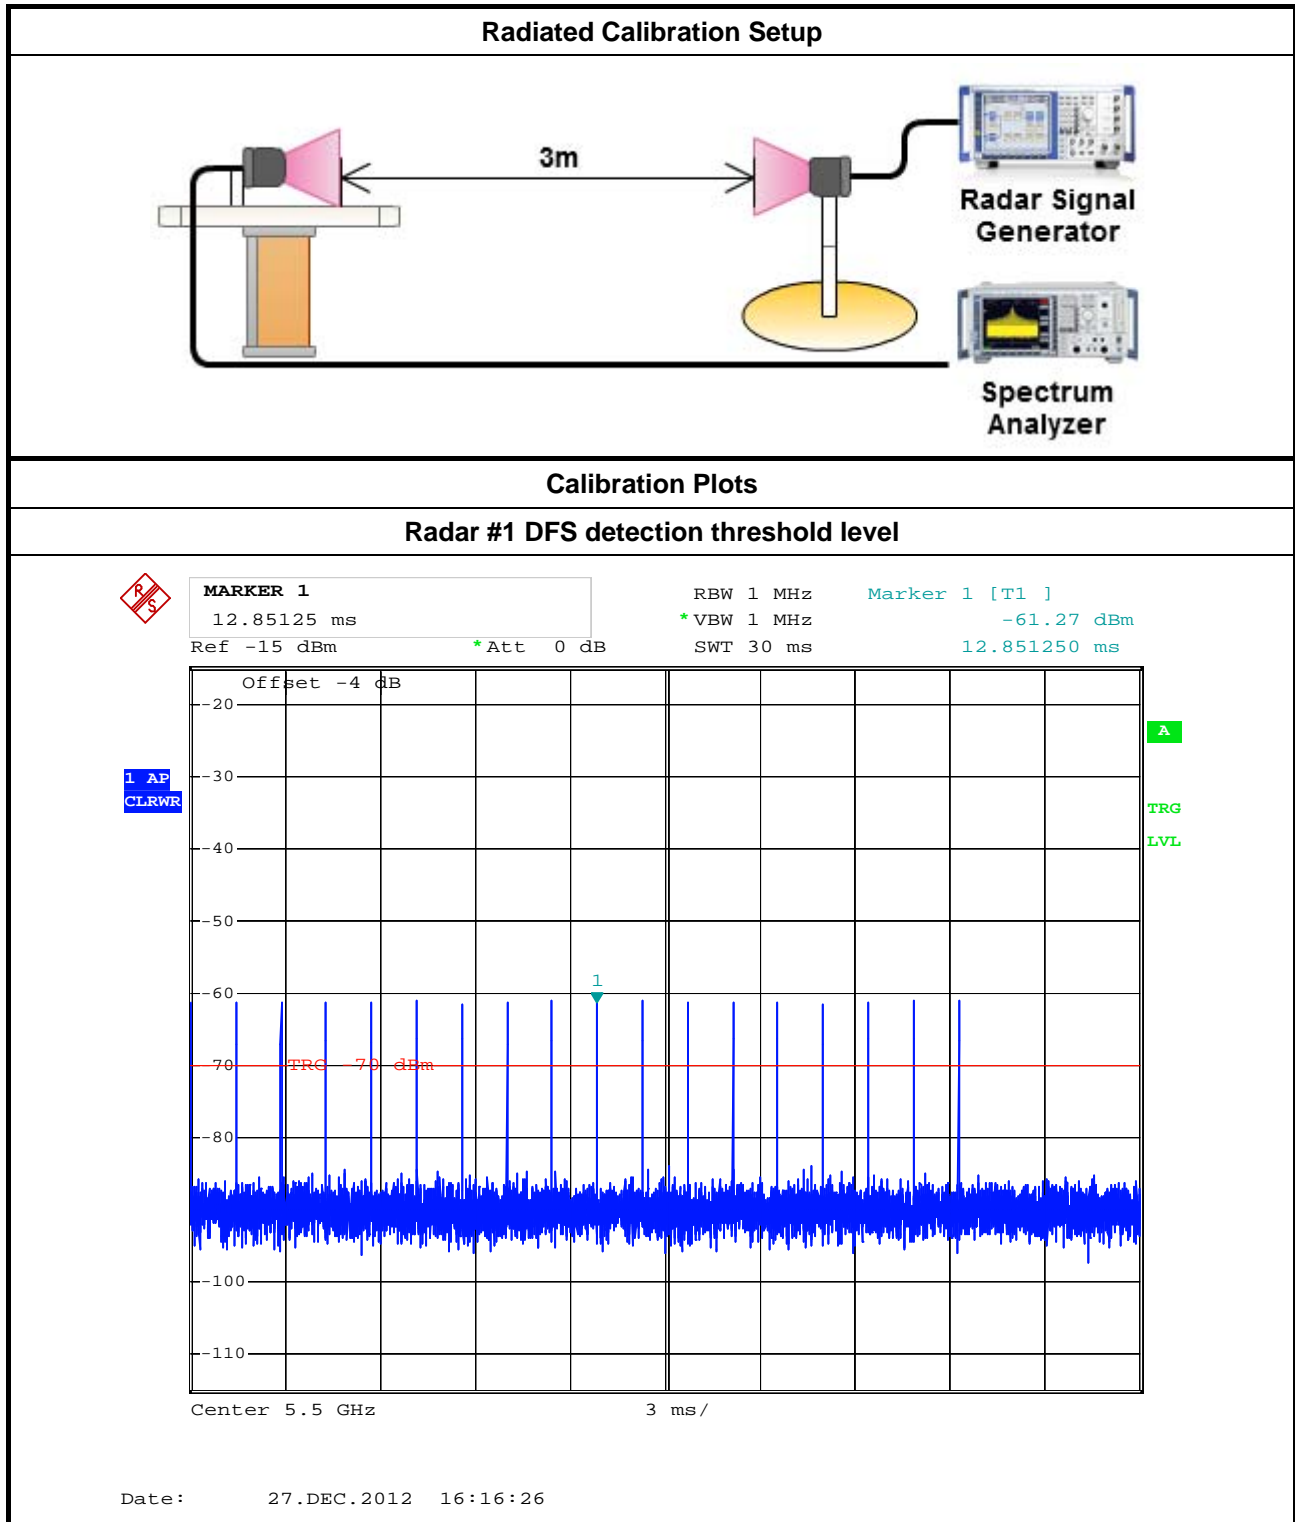 Radiated Calibration Setup
3m
Radar Signal
Generator
Spectrum
Analyzer
Calibration Plots
Radar #1 DFS detection threshold level
R
S
MARKER 1
12.85125 ms
RBW 1 MHz
Marker 1 [T1 ]
*VBW 1 MHz
-61.27 dBm
Ref -15 dBm
*Att 0 dB
SWT 30 ms
12.851250 ms
Offset -4 dB
-20
A
1 AP
CLRWR
-30
TRG
LVL
-40
-50
1
-60
-70
TRG -70 dBm
-80
-100
-110
Center 5.5 GHz
3 ms/
Date: 27.DEC.2012 16:16:26